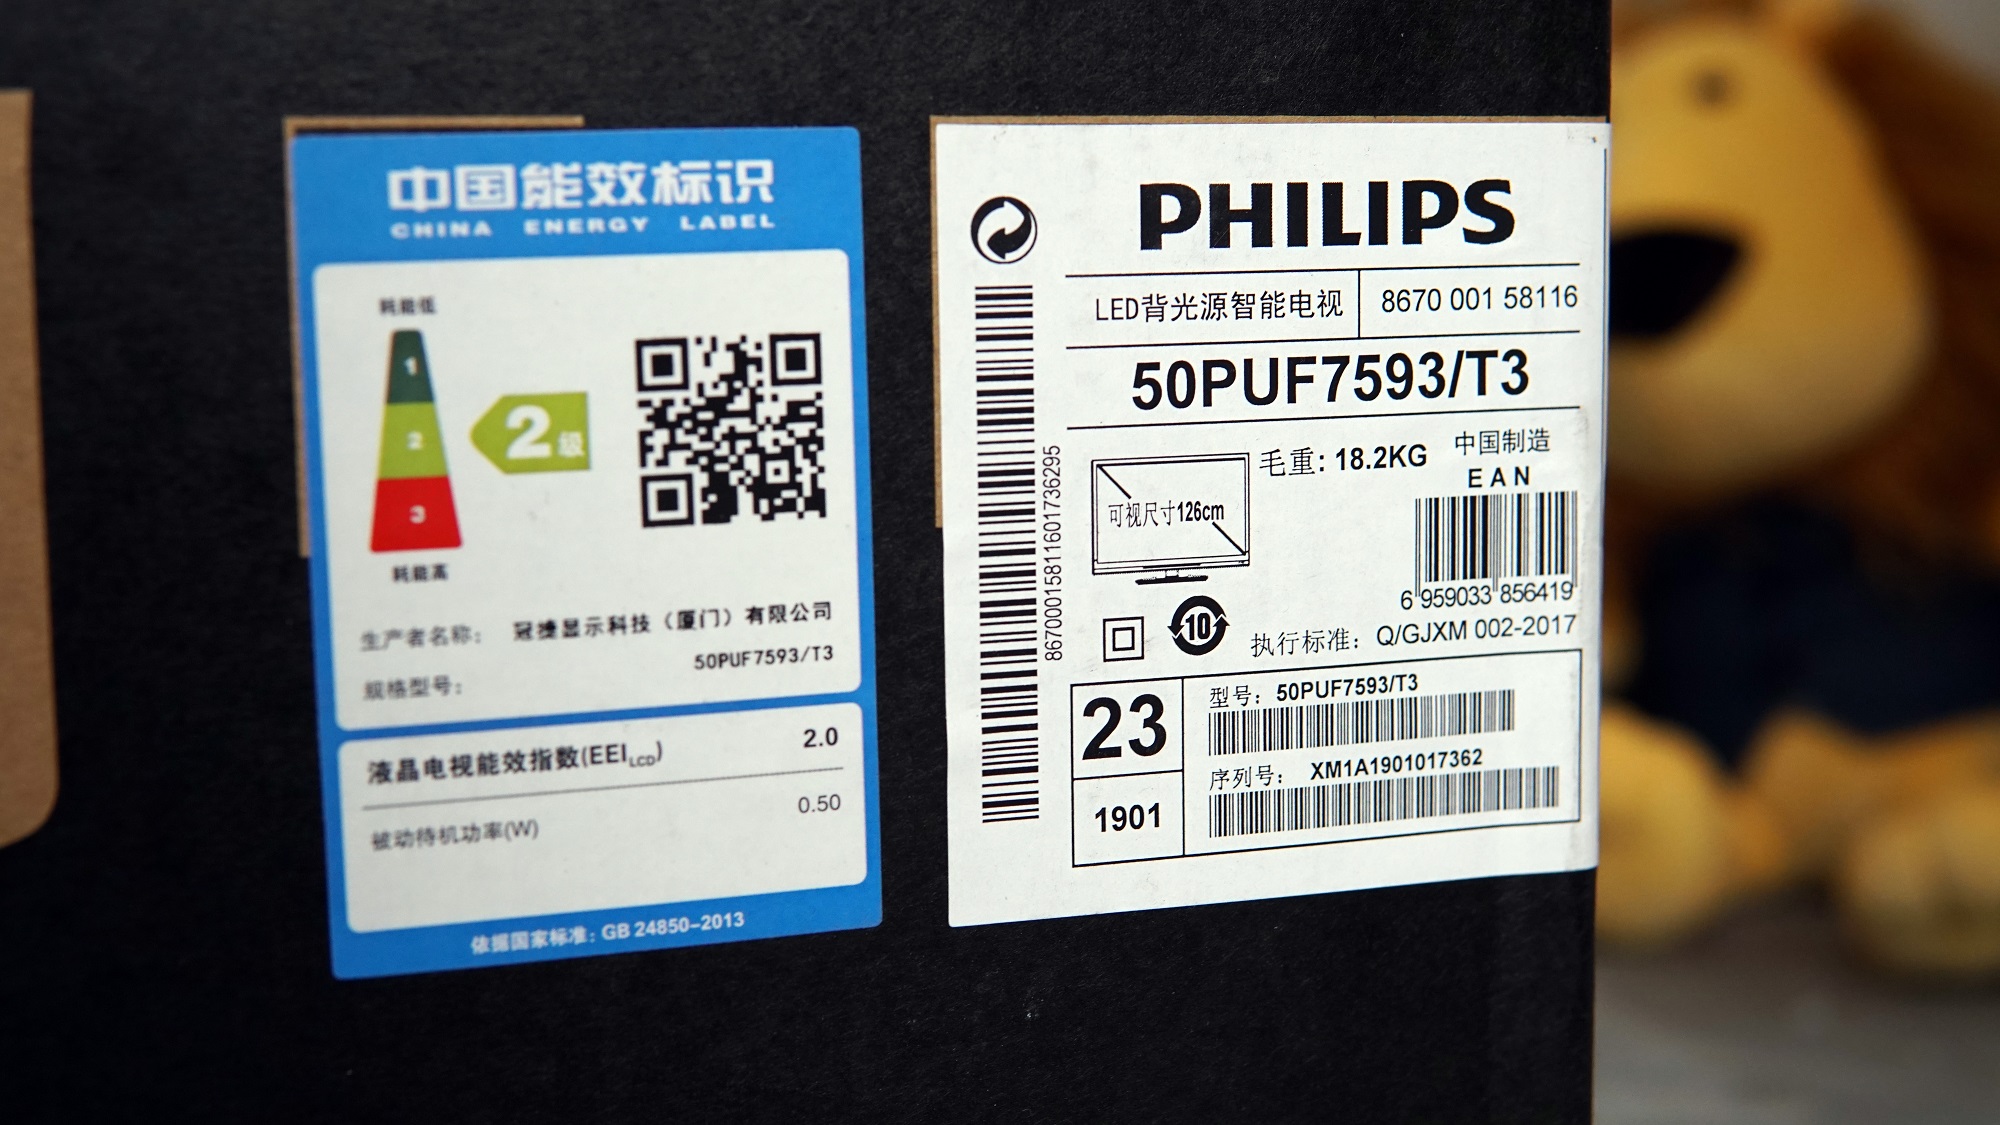 中国能效标识
CHINA ENERGY LABEL
耗能低
1
2
3
2级
耗能高
生产者名称： 冠捷显示科技（厦门）有限公司
规格型号： 50PUF7593/T3
液晶电视能效指数(EEILCD) 2.0
被动待机功率(W) 0.50
依据国家标准：GB 24850-2013
PHILIPS
LED背光源智能电视 8670 001 58116
50PUF7593/T3
毛重: 18.2KG 中国制造
EAN
可视尺寸126cm
6 959033 856419
10
执行标准： Q/GJXM 002-2017
86700015811601736295
23
1901
型号： 50PUF7593/T3
序列号： XM1A1901017362